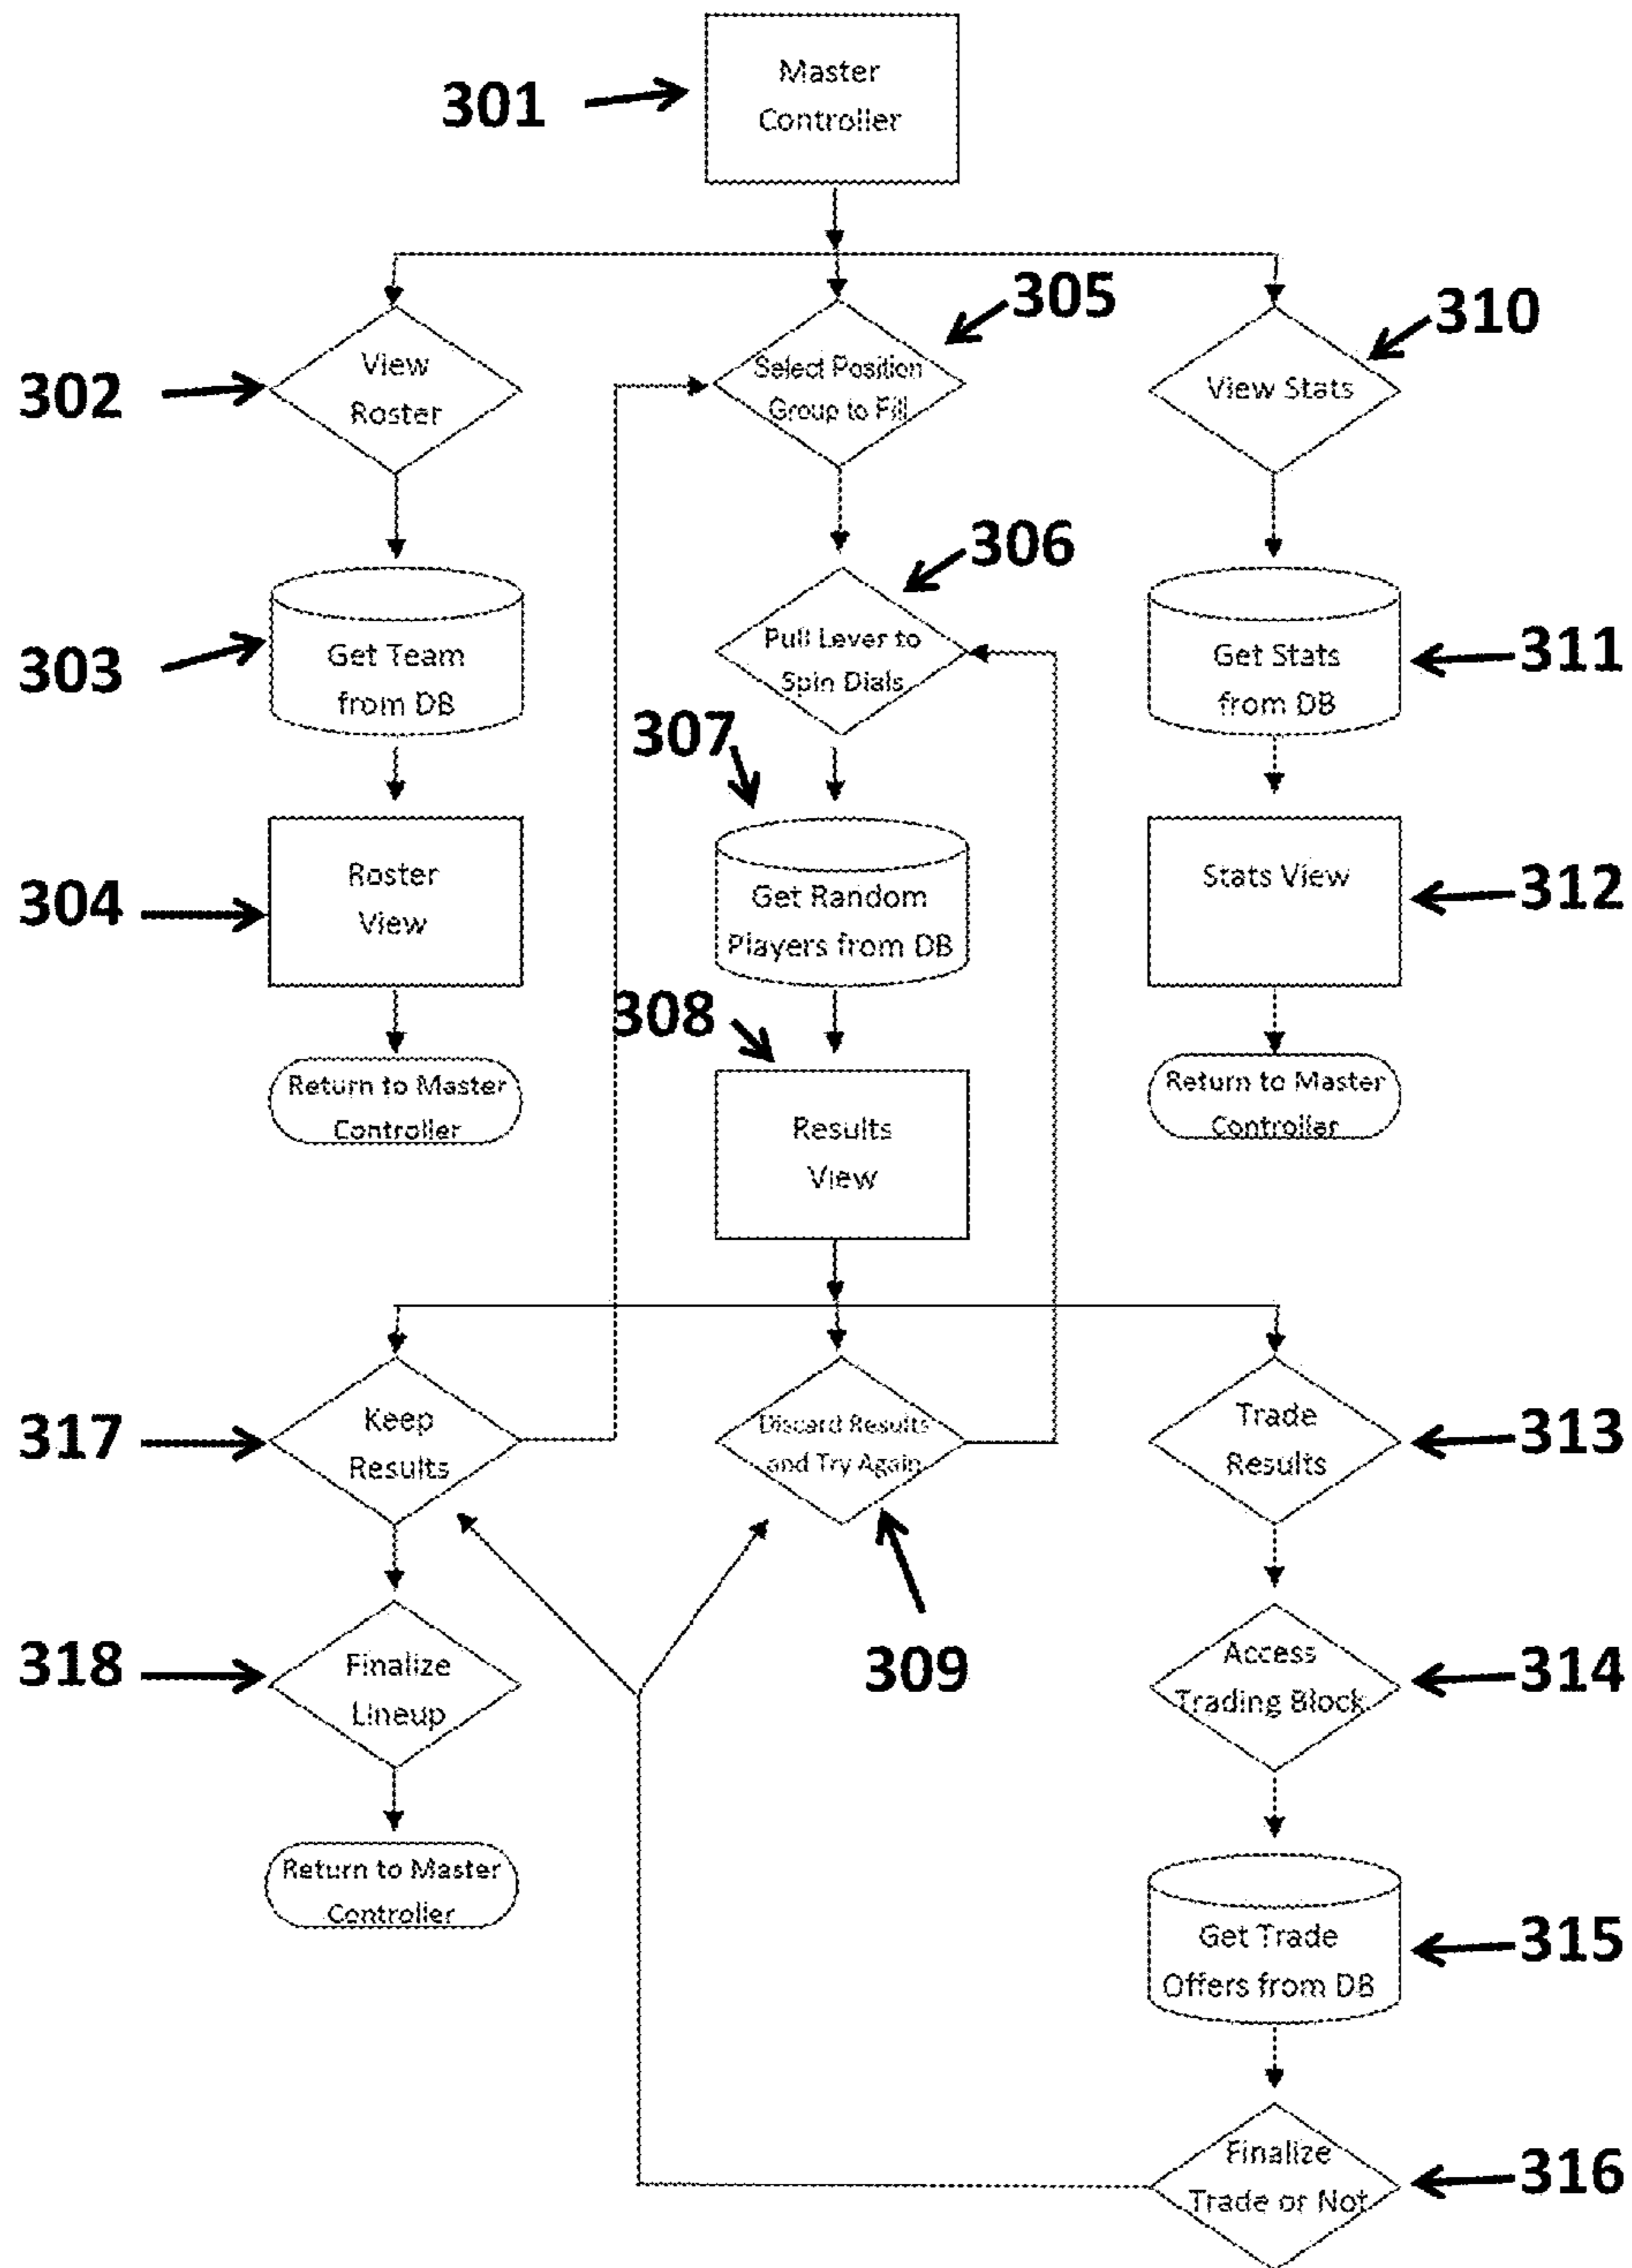 301
Master
Controller
305
310
302
View
Roster
Select Position
Group to Fill
View Stats
306
303
Get Team
from DB
Pull Lever to
Spin Dials
Get Stats
from DB
311
307
304
Roster
View
Get Random
Players from DB
Stats View
312
308
Return to Master
Controller
Results
View
Return to Master
Controller
317
Keep
Results
Discard Results
and Try Again
Trade
Results
313
318
Finalize
Lineup
309
Access
Trading Block
314
Return to Master
Controller
Get Trade
Offers from DB
315
Finalize
Trade or Not
316